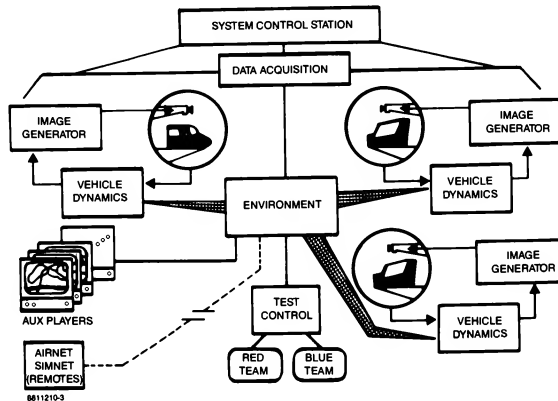 SYSTEM CONTROL STATION
DATA ACQUISITION
IMAGE
GENERATOR
IMAGE
GENERATOR
VEHICLE
DYNAMICS
ENVIRONMENT
VEHICLE
DYNAMICS
IMAGE
GENERATOR
AUX PLAYERS
TEST
CONTROL
VEHICLE
DYNAMICS
AIRNET
SIMNET
(REMOTES)
RED
TEAM
BLUE
TEAM
8811210-3